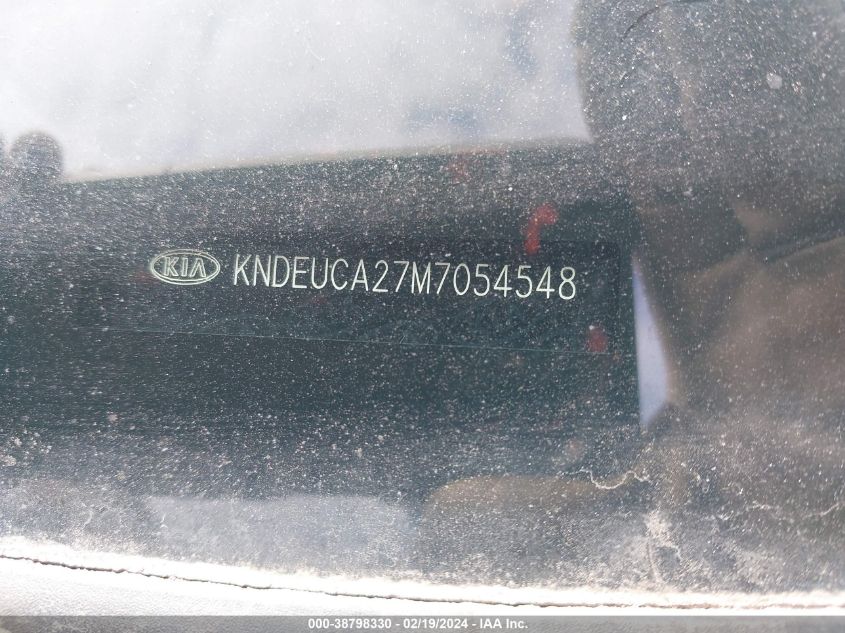 KIA KNDEUCA27M7054548
000-38798330 - 02/19/2024 - IAA Inc.